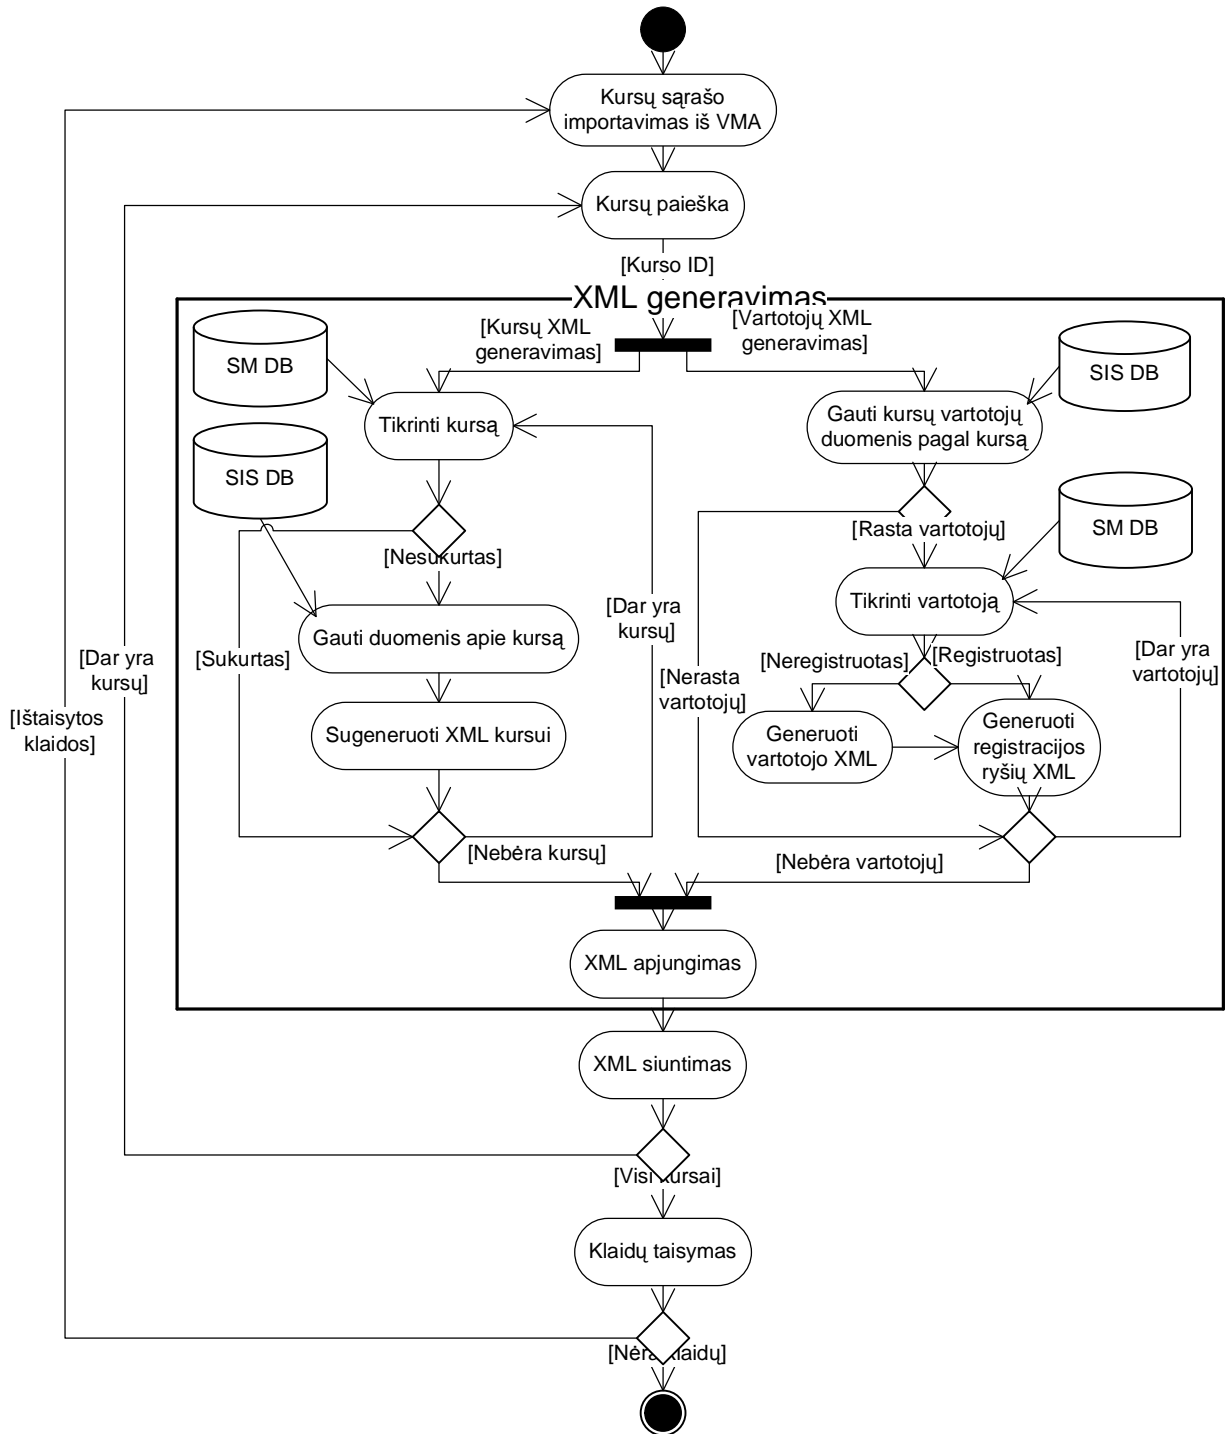 Kursų sąrašo
importavimas iš VMA
Kursų paieška
[Kurso ID]
XML generavimas
[Kursų XML
generavimas]
[Vartotojų XML
generavimas]
SM DB
SIS DB
Tikrinti kursą
Gauti kursų vartotojų
duomenis pagal kursą
SIS DB
SM DB
[Nesukurtas]
[Rasta vartotojų]
Gauti duomenis apie kursą
[Dar yra
kursų]
Tikrinti vartotoją
[Sukurtas]
[Dar yra
kursų]
[Neregistruotas]
[Registruotas]
[Dar yra
vartotojų]
[Nerasta
vartotojų]
[Ištaisytos
klaidos]
Sugeneruoti XML kursui
Generuoti
vartotojo XML
Generuoti
registracijos
ryšių XML
[Nebėra kursų]
[Nebėra vartotojų]
XML apjungimas
XML siuntimas
[Visi kursai]
Klaidų taisymas
[Nėra klaidų]